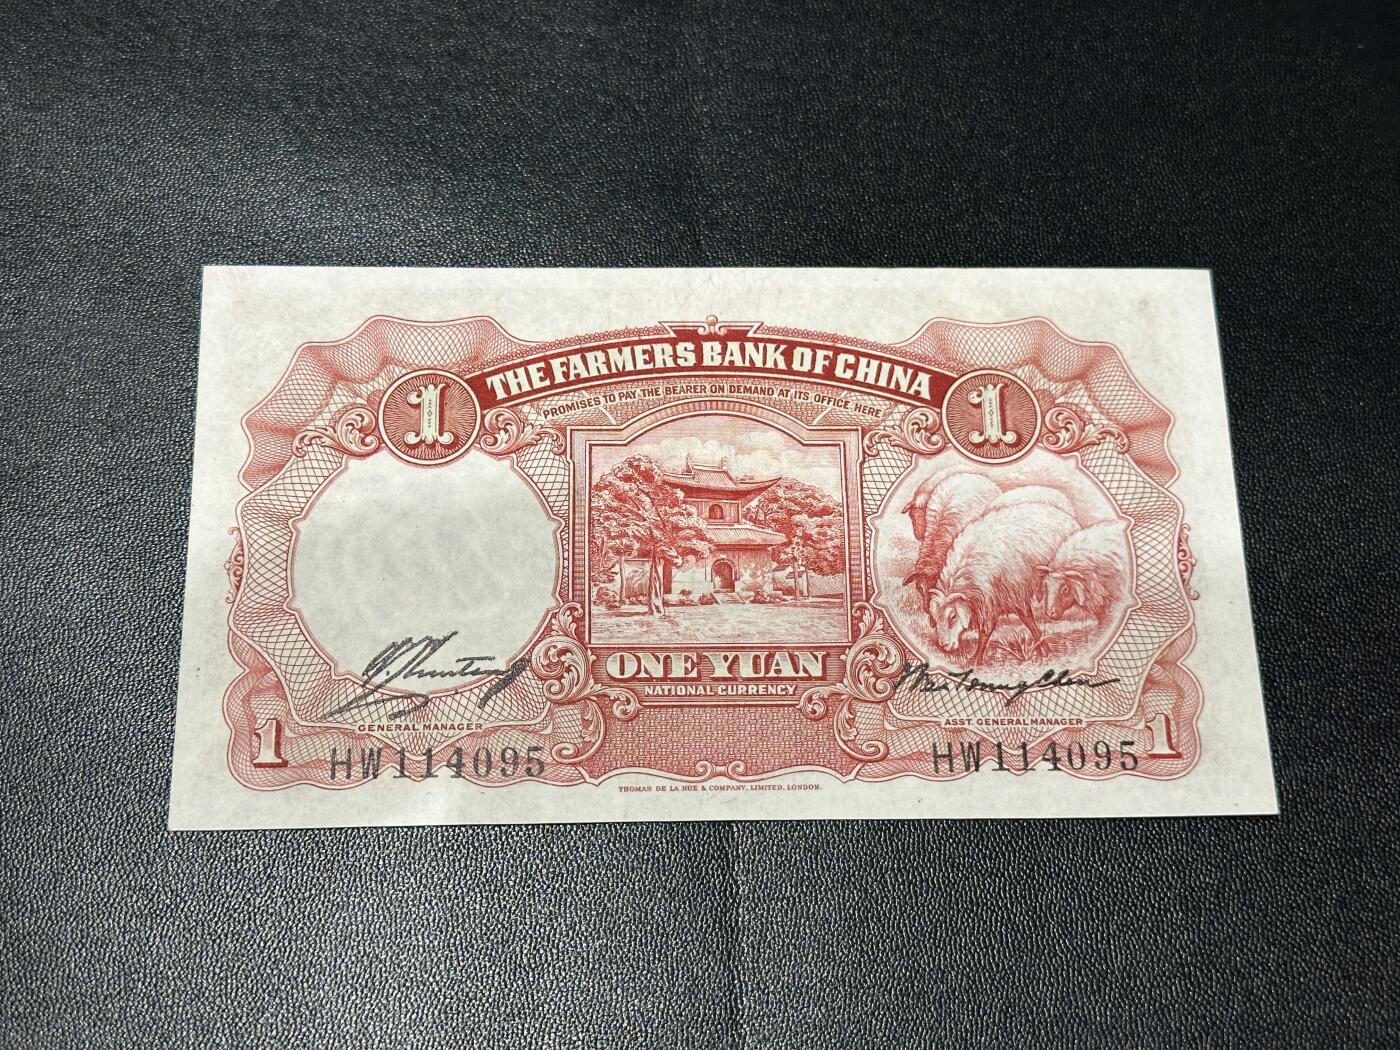 THE FARMERS BANK OF CHINA
PROMISES TO PAY THE BEARER ON DEMAND AT ITS OFFICE HERE
1 1
ONE YUAN
NATIONAL CURRENCY
GENERAL MANAGER
ASST. GENERAL MANAGER
1 HW114095
HW114095 1
THOMAS DE LA RUE & COMPANY, LIMITED, LONDON.